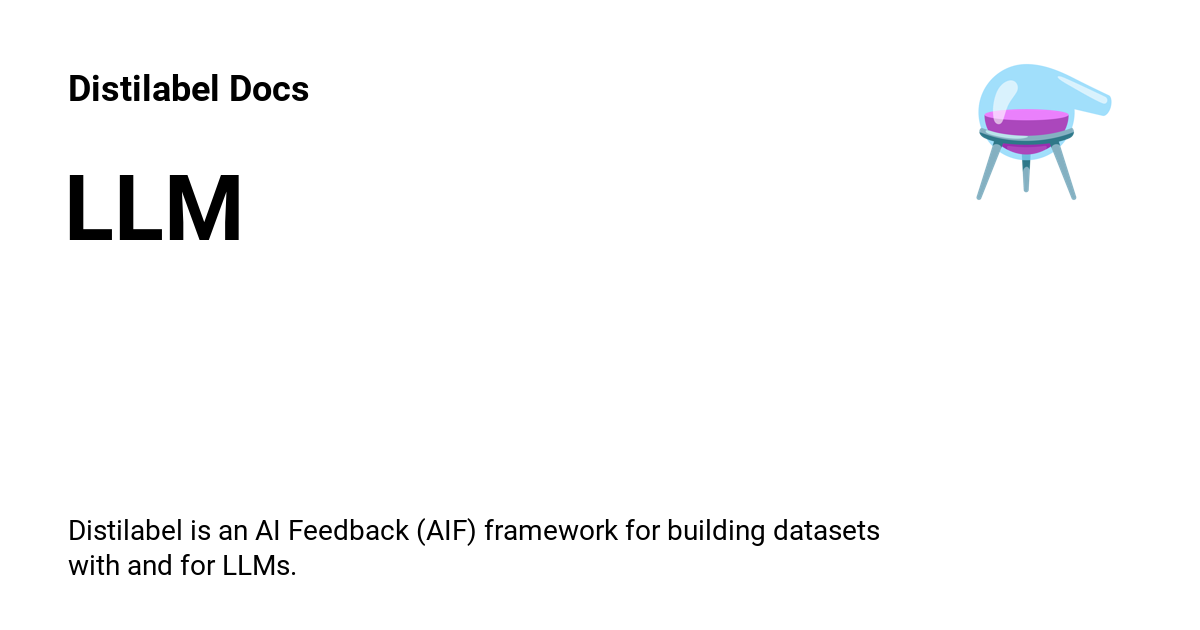 Distilabel Docs
LLM
Distilabel is an AI Feedback (AIF) framework for building datasets
with and for LLMs.